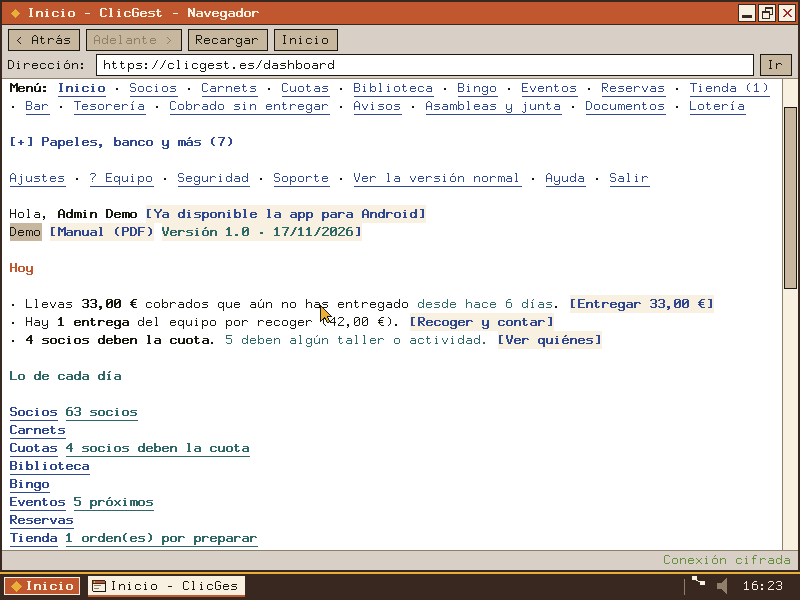 Inicio - ClicGest - Navegador
< Atrás Adelante > Recargar Inicio
Dirección: https://clicgest.es/dashboard Ir
Menú: Inicio · Socios · Carnets · Cuotas · Biblioteca · Bingo · Eventos · Reservas · Tienda (1)
· Bar · Tesorería · Cobrado sin entregar · Avisos · Asambleas y junta · Documentos · Lotería
[+] Papeles, banco y más (7)
Ajustes · ? Equipo · Seguridad · Soporte · Ver la versión normal · Ayuda · Salir
Hola, Admin Demo [Ya disponible la app para Android]
Demo [Manual (PDF) Versión 1.0 - 17/11/2026]
Hoy
· Llevas 33,00 € cobrados que aún no has entregado desde hace 6 días. [Entregar 33,00 €]
· Hay 1 entrega del equipo por recoger (42,00 €). [Recoger y contar]
· 4 socios deben la cuota. 5 deben algún taller o actividad. [Ver quiénes]
Lo de cada día
Socios 63 socios
Carnets
Cuotas 4 socios deben la cuota
Biblioteca
Bingo
Eventos 5 próximos
Reservas
Tienda 1 orden(es) por preparar
Conexión cifrada
Inicio Inicio - ClicGes 16:23